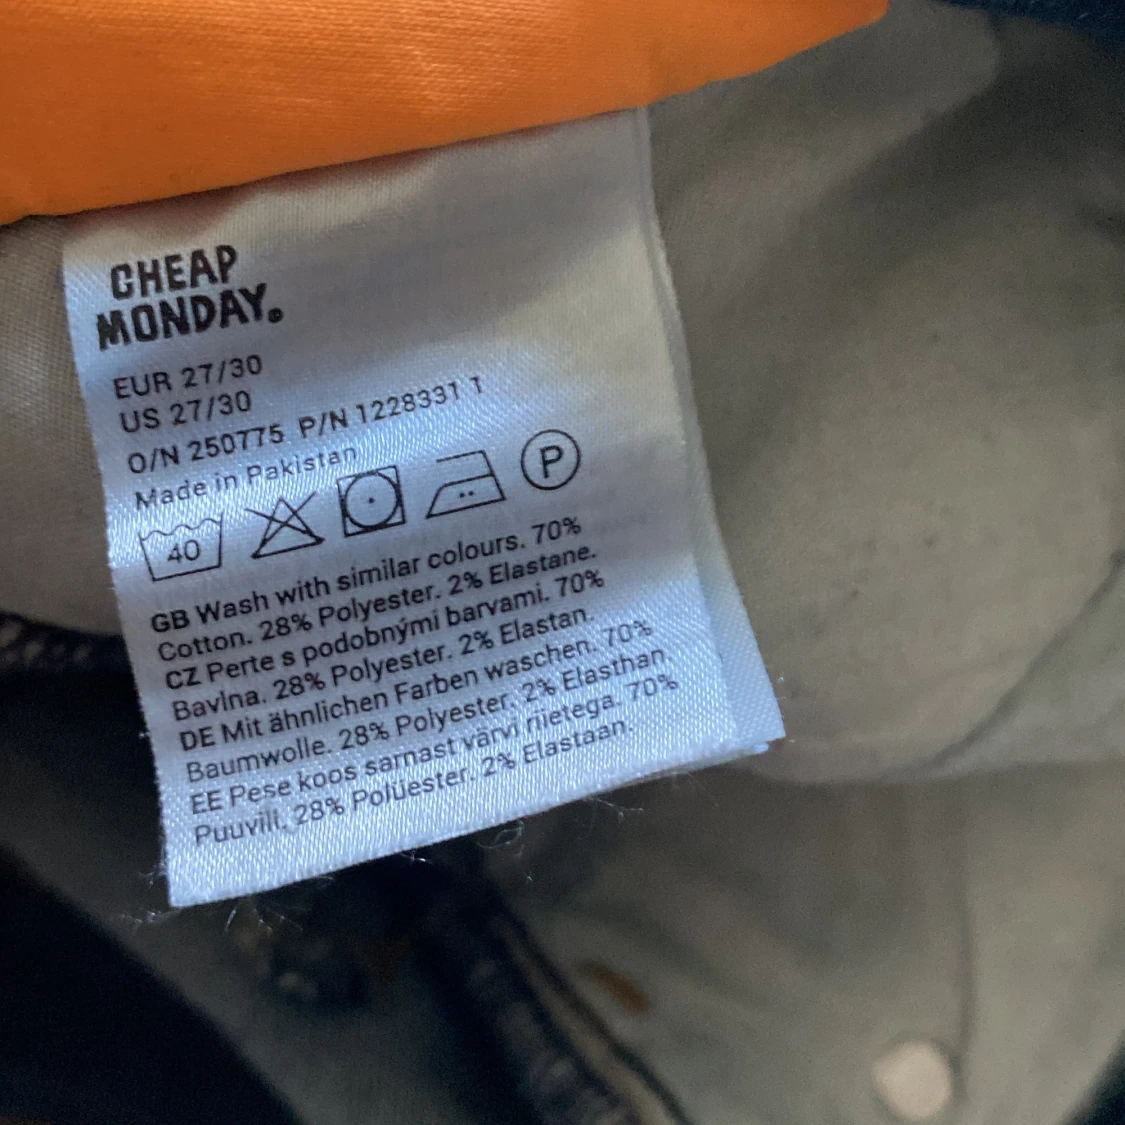 CHEAP
MONDAY®
EUR 27/30
US 27/30
O/N 250775 P/N 1228331 1
Made in Pakistan
40 P
GB Wash with similar colours. 70%
Cotton. 28% Polyester. 2% Elastane.
CZ Perte s podobnými barvami. 70%
Bavlna. 28% Polyester. 2% Elastan.
DE Mit ähnlichen Farben waschen. 70%
Baumwolle. 28% Polyester. 2% Elasthan.
EE Pese koos sarnast värvi riietega. 70%
Puuvill. 28% Polüester. 2% Elastaan.